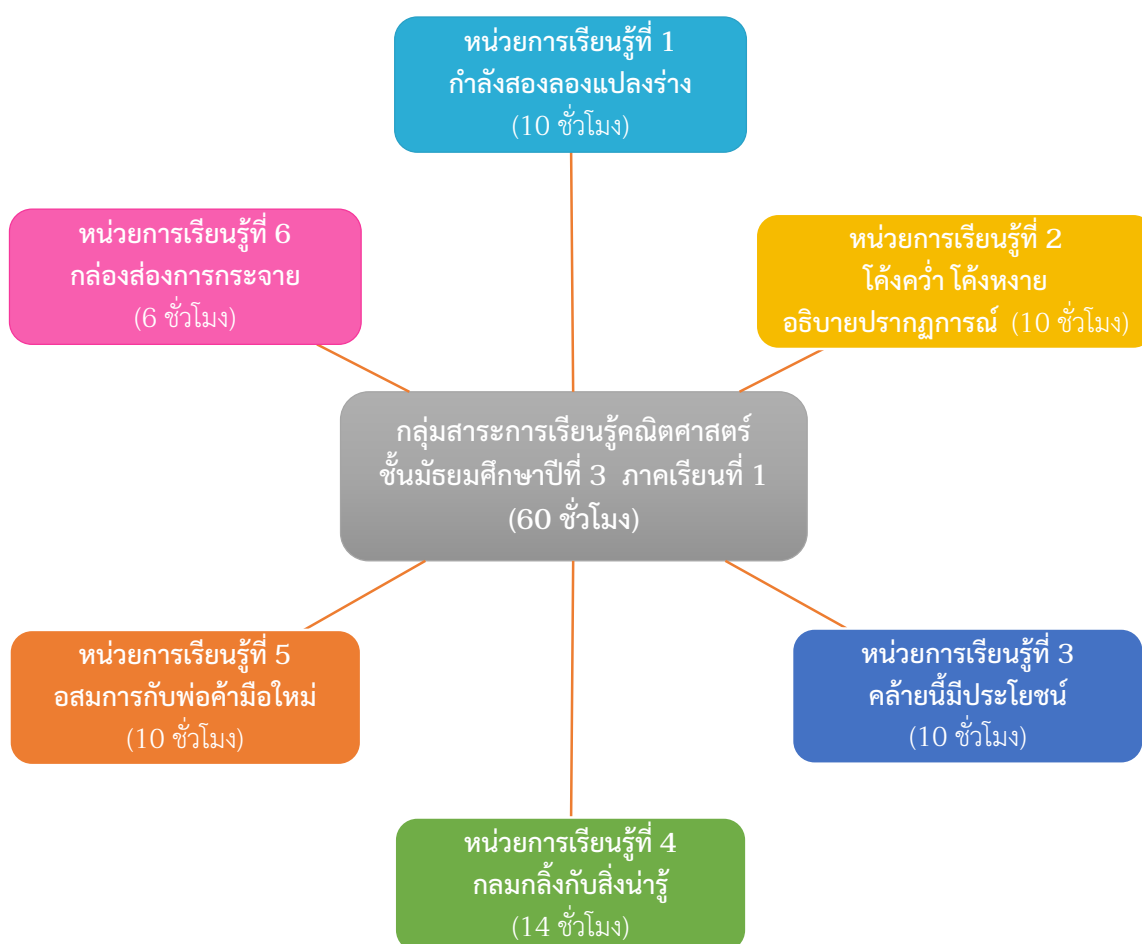 หน่วยการเรียนรู้ที่ 1
กำลังสองลองแปลงร่าง
(10 ชั่วโมง)
หน่วยการเรียนรู้ที่ 6
กล่องส่องการกระจาย
(6 ชั่วโมง)
หน่วยการเรียนรู้ที่ 2
โค้งคว่ำ โค้งหงาย
อธิบายปรากฏการณ์ (10 ชั่วโมง)
กลุ่มสาระการเรียนรู้คณิตศาสตร์
ชั้นมัธยมศึกษาปีที่ 3 ภาคเรียนที่ 1
(60 ชั่วโมง)
หน่วยการเรียนรู้ที่ 5
อสมการกับพ่อค้ามือใหม่
(10 ชั่วโมง)
หน่วยการเรียนรู้ที่ 3
คล้ายนี้มีประโยชน์
(10 ชั่วโมง)
หน่วยการเรียนรู้ที่ 4
กลมกลิ้งกับสิ่งน่ารู้
(14 ชั่วโมง)